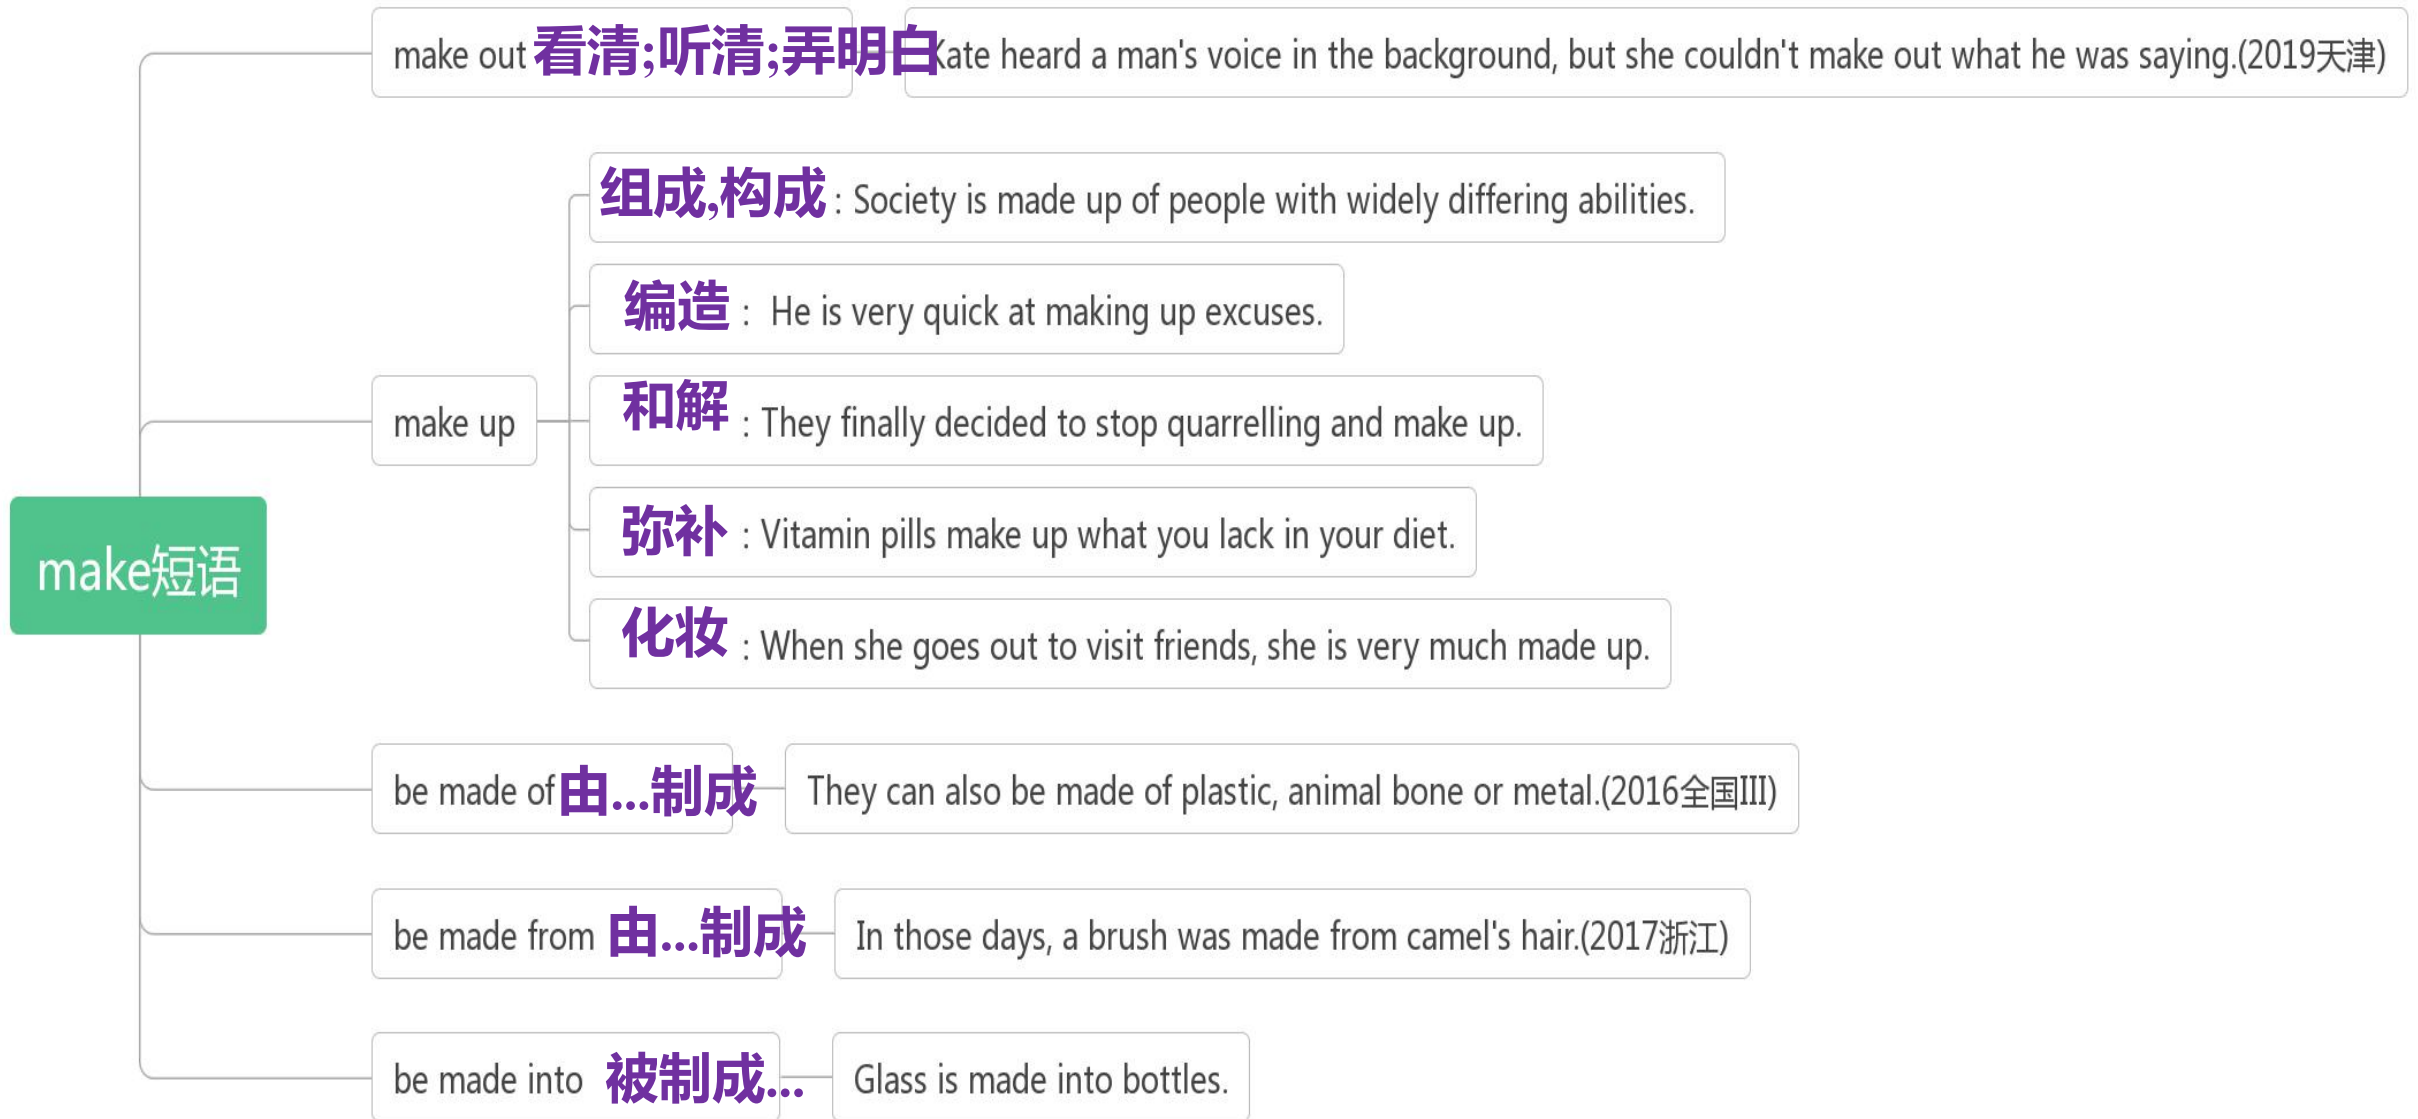 make短语
make out 看清;听清;弄明白
Kate heard a man's voice in the background, but she couldn't make out what he was saying.(2019天津)
make up
组成,构成 : Society is made up of people with widely differing abilities.
编造 : He is very quick at making up excuses.
和解 : They finally decided to stop quarrelling and make up.
弥补 : Vitamin pills make up what you lack in your diet.
化妆 : When she goes out to visit friends, she is very much made up.
be made of 由...制成
They can also be made of plastic, animal bone or metal.(2016全国III)
be made from 由...制成
In those days, a brush was made from camel's hair.(2017浙江)
be made into 被制成...
Glass is made into bottles.